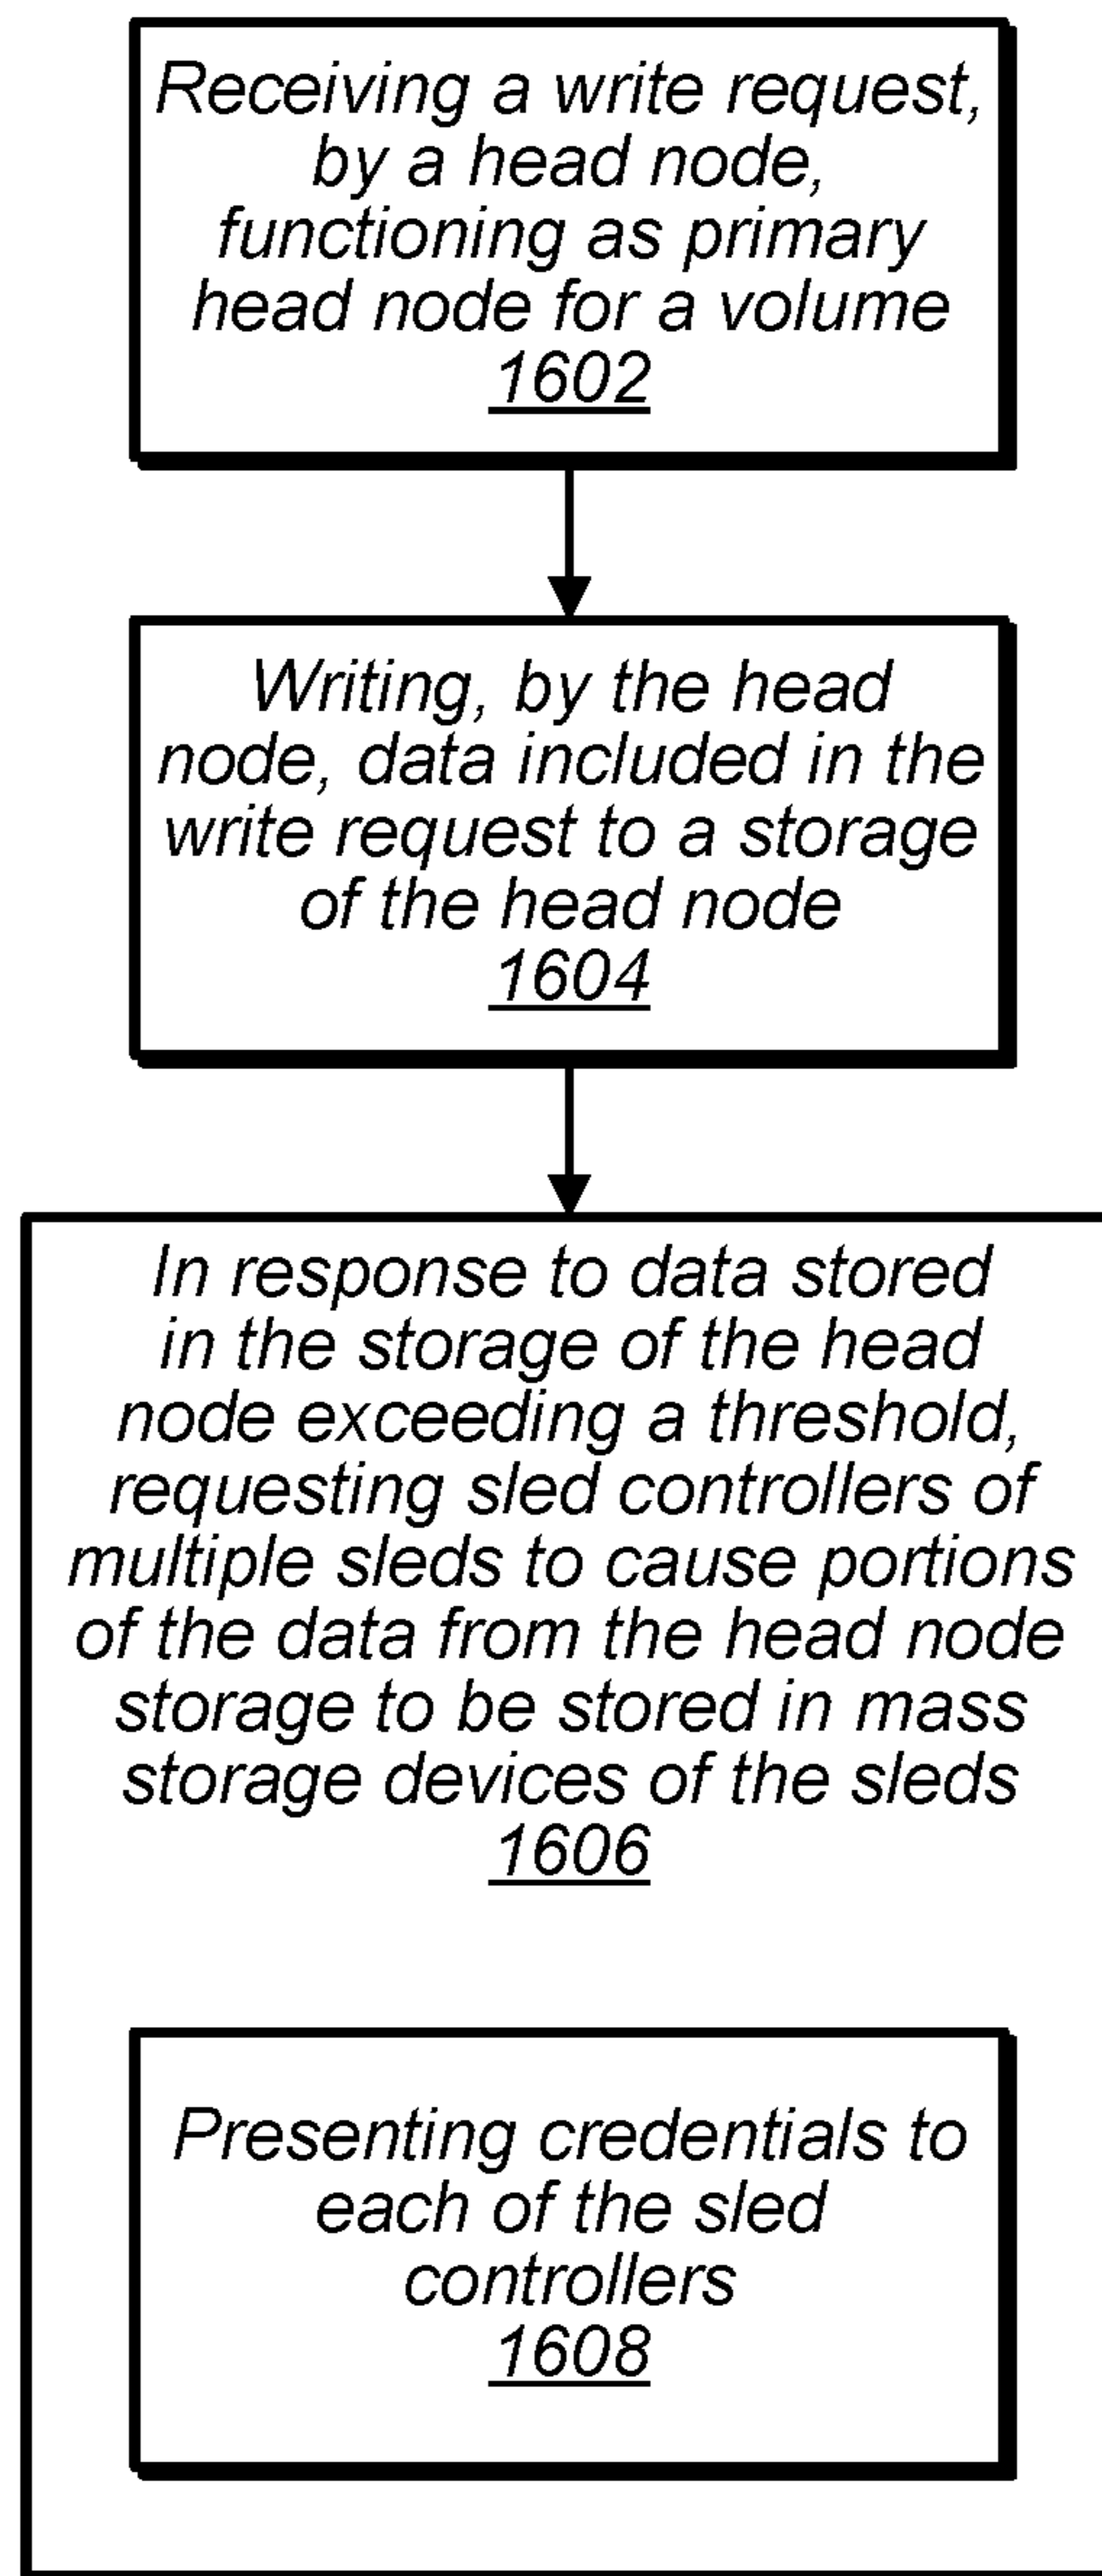 Receiving a write request,
by a head node,
functioning as primary
head node for a volume
1602
Writing, by the head
node, data included in the
write request to a storage
of the head node
1604
In response to data stored
in the storage of the head
node exceeding a threshold,
requesting sled controllers of
multiple sleds to cause portions
of the data from the head node
storage to be stored in mass
storage devices of the sleds
1606
Presenting credentials to
each of the sled
controllers
1608